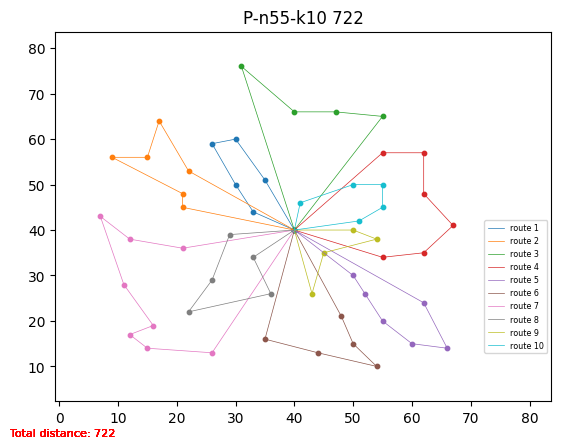 P-n55-k10 722
80
70
60
50
40
30
20
10
0 10 20 30 40 50 60 70 80
route 1
route 2
route 3
route 4
route 5
route 6
route 7
route 8
route 9
route 10
Total distance: 722